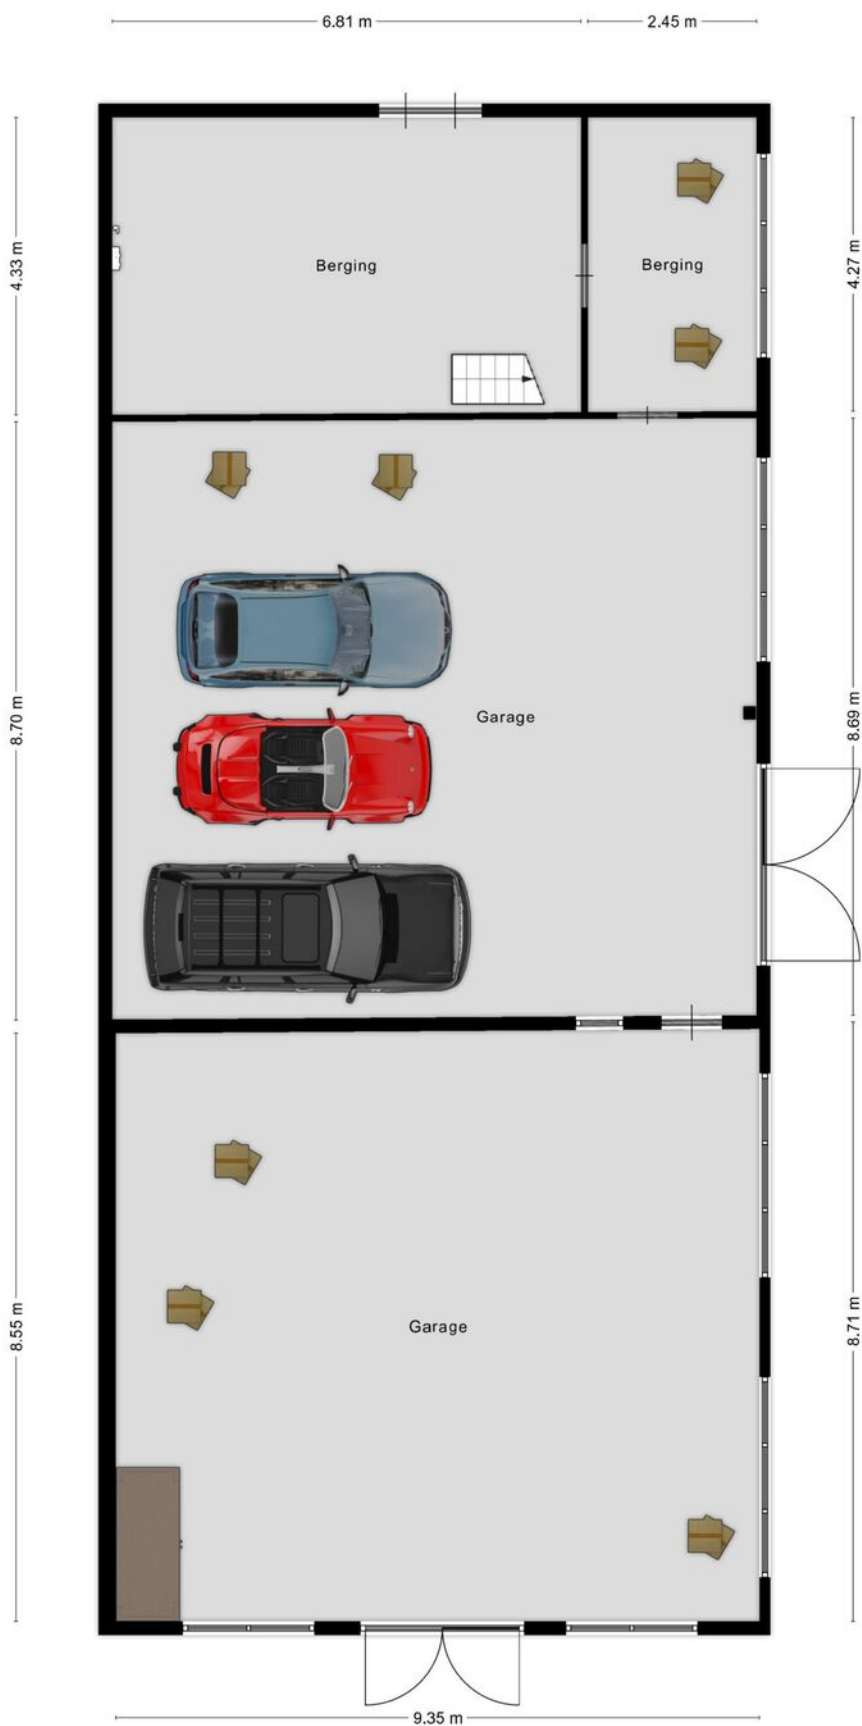 6.81 m
2.45 m
4.33 m
4.27 m
Berging
Berging
8.70 m
8.69 m
Garage
8.55 m
8.71 m
Garage
9.35 m